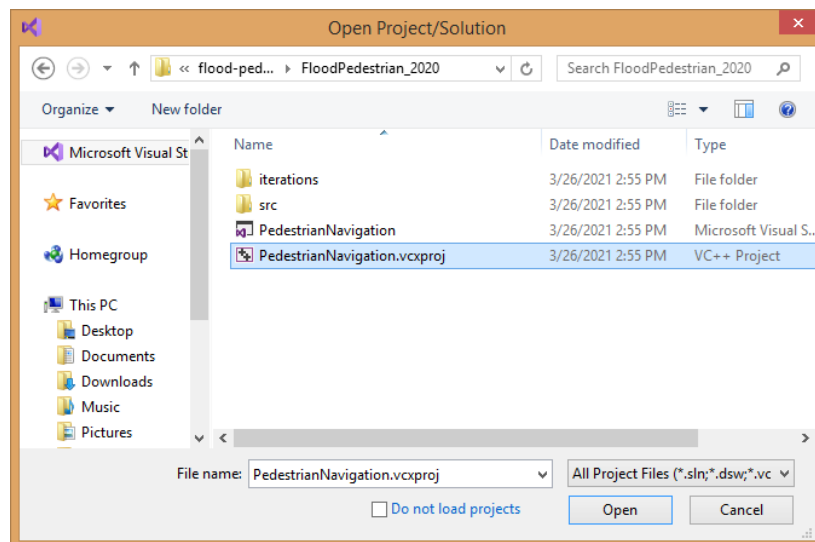 Open Project/Solution
« flood-ped... FloodPedestrian_2020 Search FloodPedestrian_2020
Organize New folder
Microsoft Visual St
Favorites
Homegroup
This PC
Desktop
Documents
Downloads
Music
Pictures
Name Date modified Type
iterations 3/26/2021 2:55 PM File folder
src 3/26/2021 2:55 PM File folder
PedestrianNavigation 3/26/2021 2:55 PM Microsoft Visual S..
PedestrianNavigation.vcxproj 3/26/2021 2:55 PM VC++ Project
File name: PedestrianNavigation.vcxproj All Project Files (*.sln;*.dsw;*.vc
Do not load projects Open Cancel